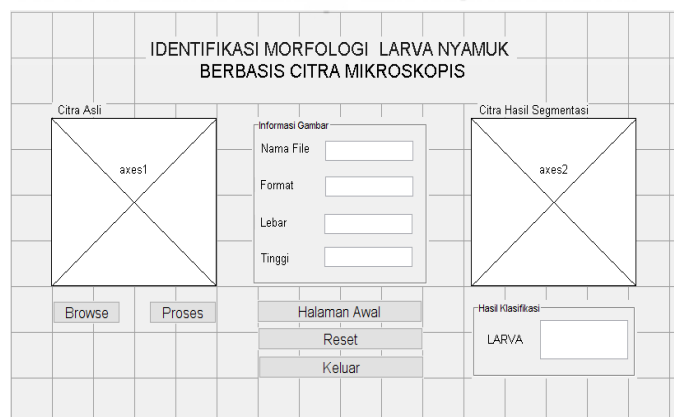 IDENTIFIKASI MORFOLOGI LARVA NYAMUK
BERBASIS CITRA MIKROSKOPIS
Citra Asli
axes1
Informasi Gambar
Nama File
Format
Lebar
Tinggi
Citra Hasil Segmentasi
axes2
Browse
Proses
Halaman Awal
Reset
Keluar
Hasil Klasifikasi
LARVA